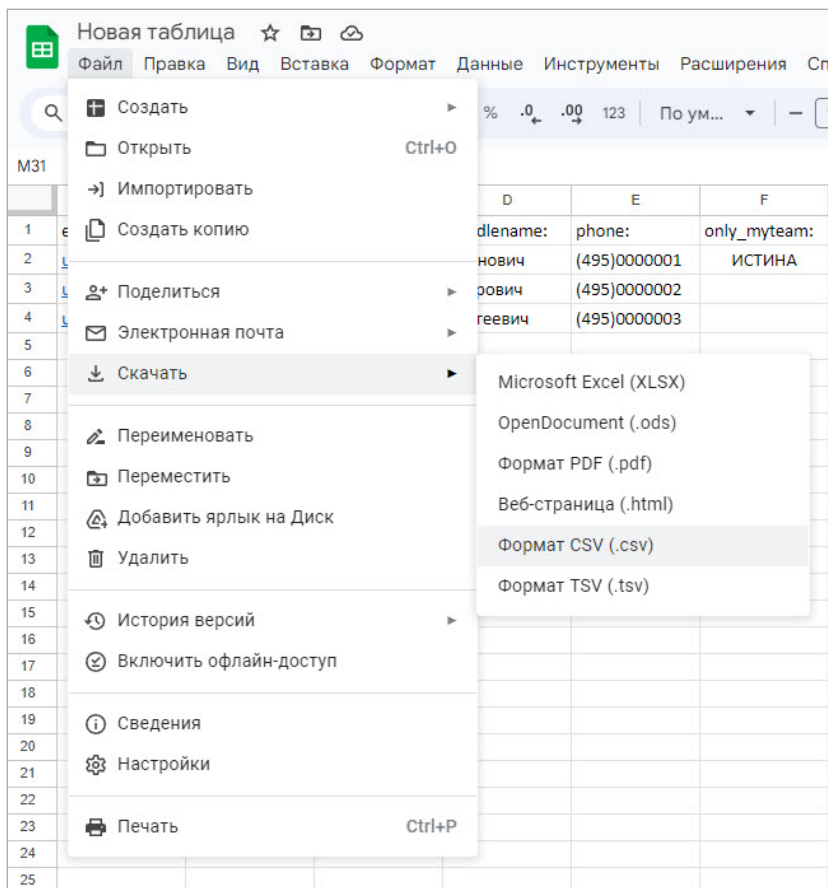 Новая таблица
Файл Правка Вид Вставка Формат Данные Инструменты Расширения Сп
% .0 .00 123 По ум...
M31
Создать
Открыть Ctrl+O
Импортировать
Создать копию
Поделиться
Электронная почта
Скачать
Переименовать
Переместить
Добавить ярлык на Диск
Удалить
История версий
Включить офлайн-доступ
Сведения
Настройки
Печать Ctrl+P
Microsoft Excel (XLSX)
OpenDocument (.ods)
Формат PDF (.pdf)
Веб-страница (.html)
Формат CSV (.csv)
Формат TSV (.tsv)
D E F
1 e dlename: phone: only_myteam:
2 u нович (495)0000001 ИСТИНА
3 u рович (495)0000002
4 u геевич (495)0000003
5
6
7
8
9
10
11
12
13
14
15
16
17
18
19
20
21
22
23
24
25